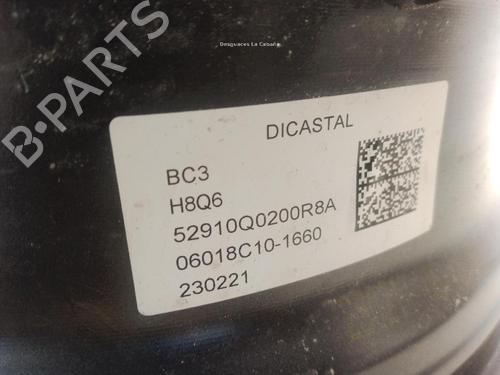 Desguaces La Cabaña
B-PARTS
DICASTAL
BC3
H8Q6
52910Q0200R8A
06018C10-1660
230221